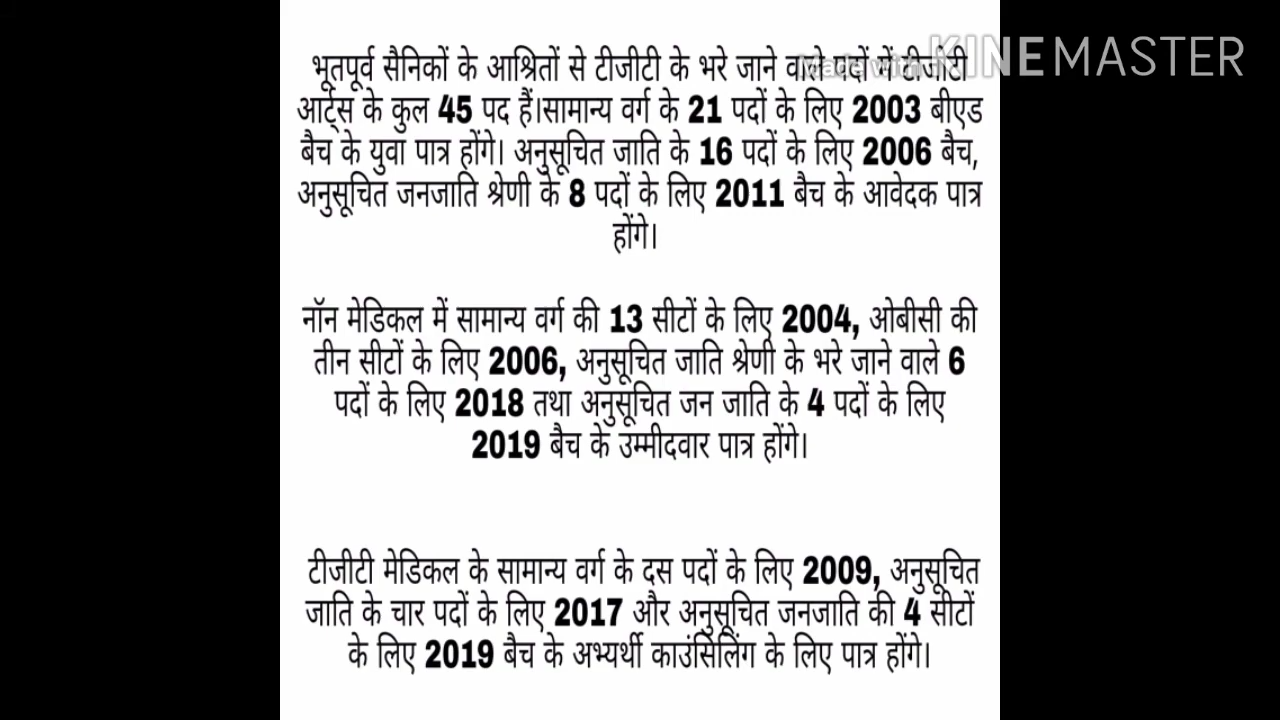 भूतपूर्व सैनिकों के आश्रितों से टीजीटी के भरे जाने वाले पदों में टीजीटी
Made with KINEMASTER
आर्ट्स के कुल 45 पद हैं।सामान्य वर्ग के 21 पदों के लिए 2003 बीएड
बैच के युवा पात्र होंगे। अनुसूचित जाति के 16 पदों के लिए 2006 बैच,
अनुसूचित जनजाति श्रेणी के 8 पदों के लिए 2011 बैच के आवेदक पात्र
होंगे।
नॉन मेडिकल में सामान्य वर्ग की 13 सीटों के लिए 2004, ओबीसी की
तीन सीटों के लिए 2006, अनुसूचित जाति श्रेणी के भरे जाने वाले 6
पदों के लिए 2018 तथा अनुसूचित जन जाति के 4 पदों के लिए
2019 बैच के उम्मीदवार पात्र होंगे।
टीजीटी मेडिकल के सामान्य वर्ग के दस पदों के लिए 2009, अनुसूचित
जाति के चार पदों के लिए 2017 और अनुसूचित जनजाति की 4 सीटों
के लिए 2019 बैच के अभ्यर्थी काउंसिलिंग के लिए पात्र होंगे।